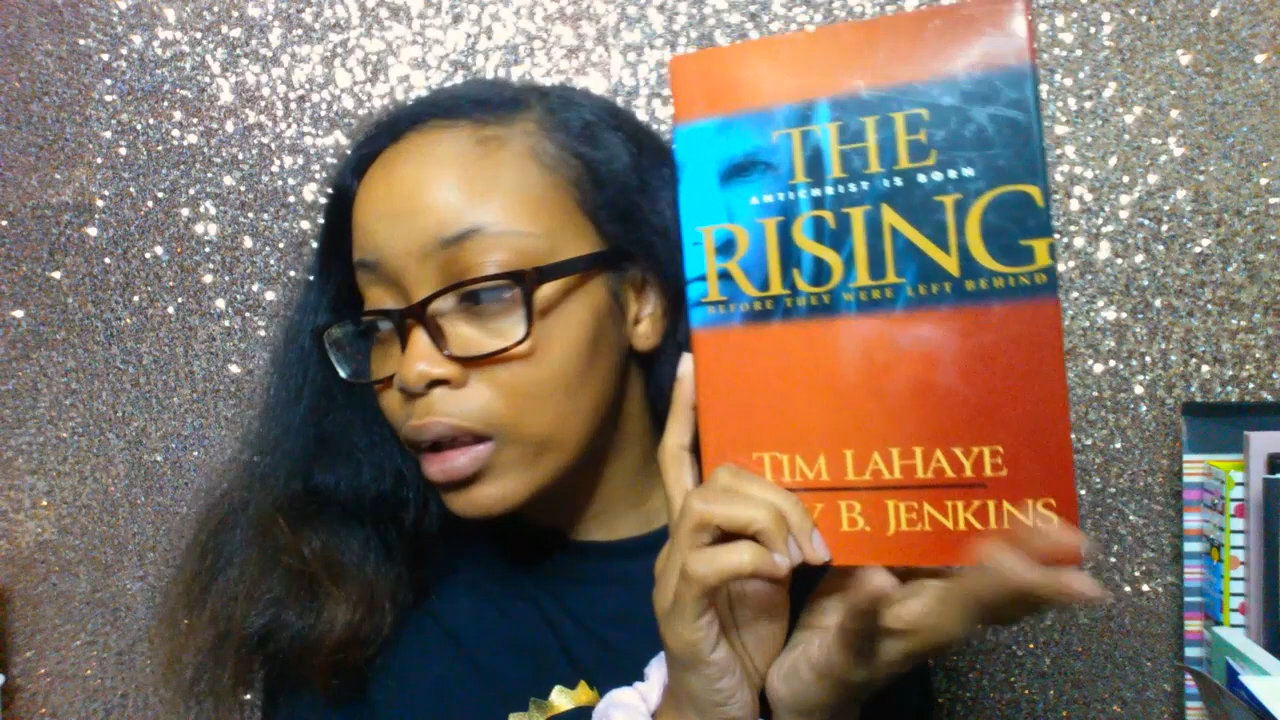 THE
ANTICHRIST IS BORN
RISING
BEFORE THEY WERE LEFT BEHIND
TIM LAHAYE
Y B. JENKINS